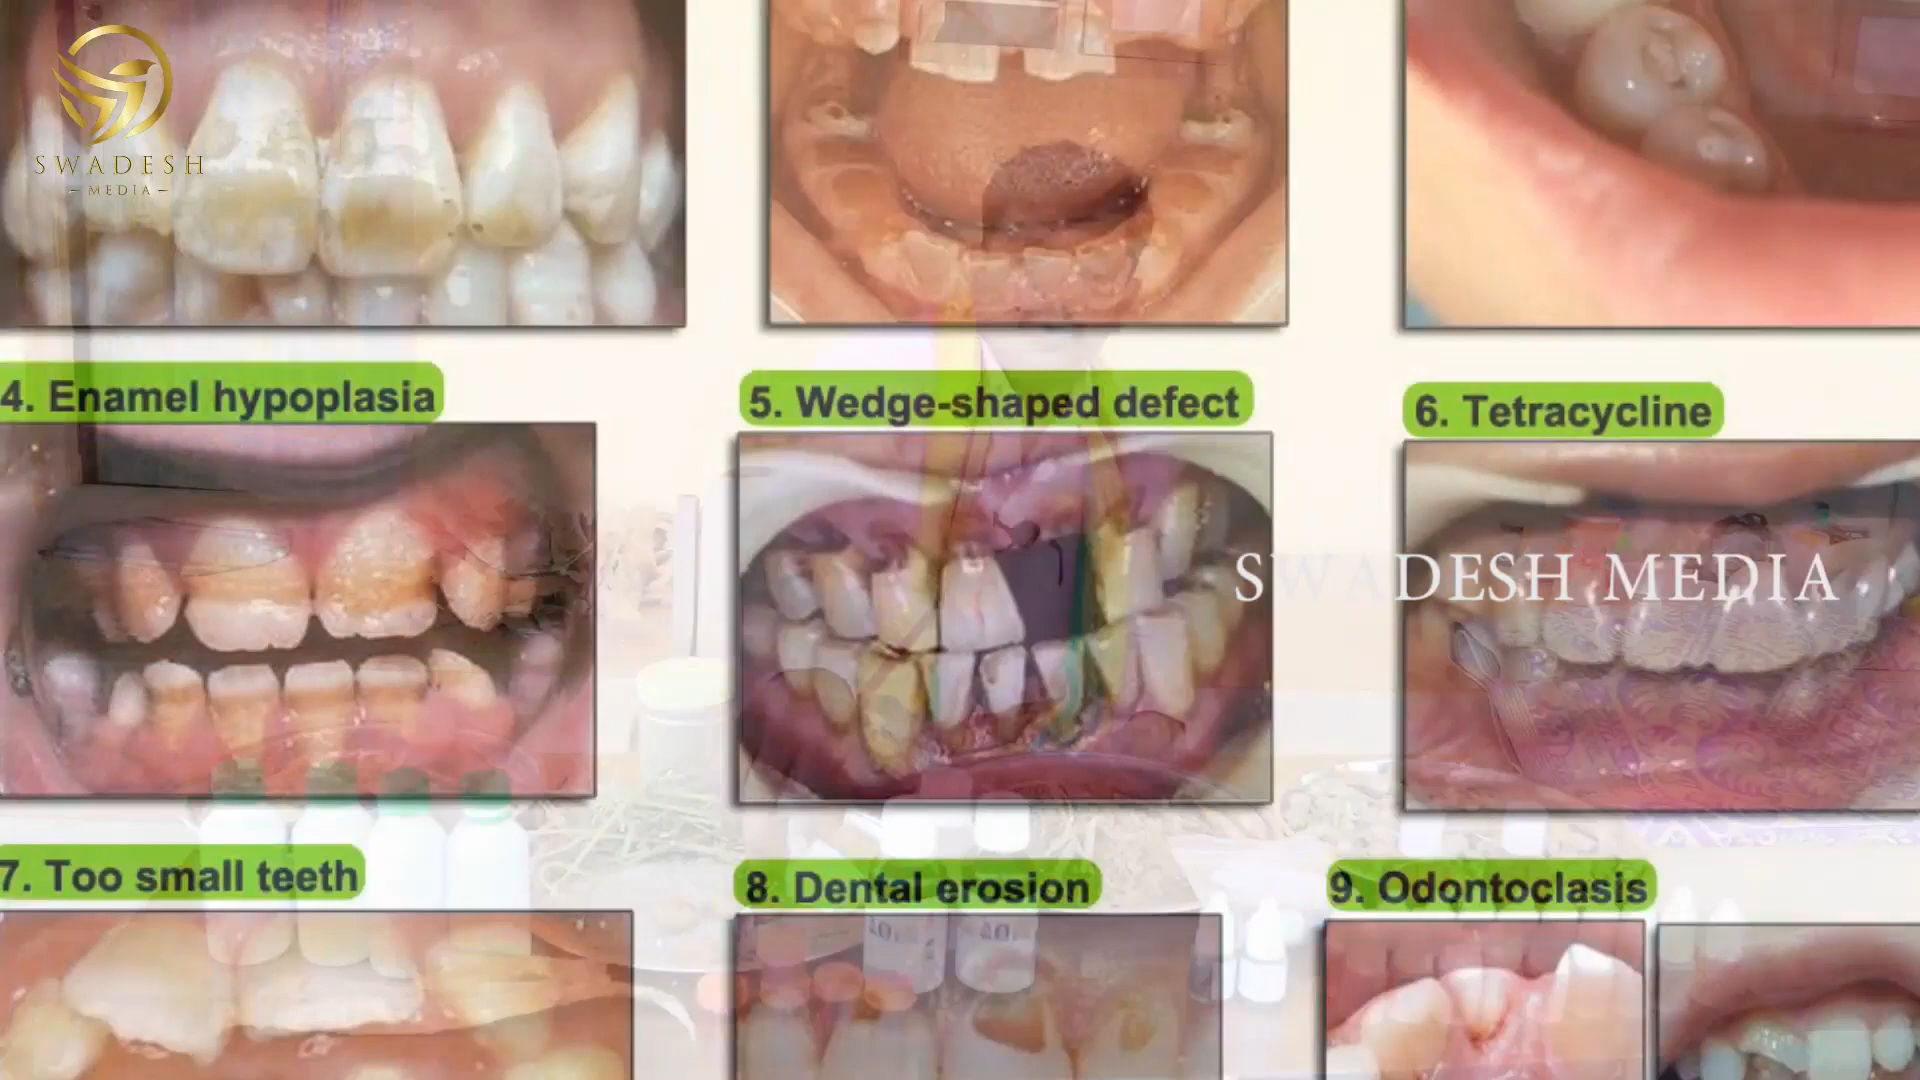 SWADESH
MEDIA
4. Enamel hypoplasia
5. Wedge-shaped defect
6. Tetracycline
SWADESH MEDIA
7. Too small teeth
8. Dental erosion
9. Odontoclasis